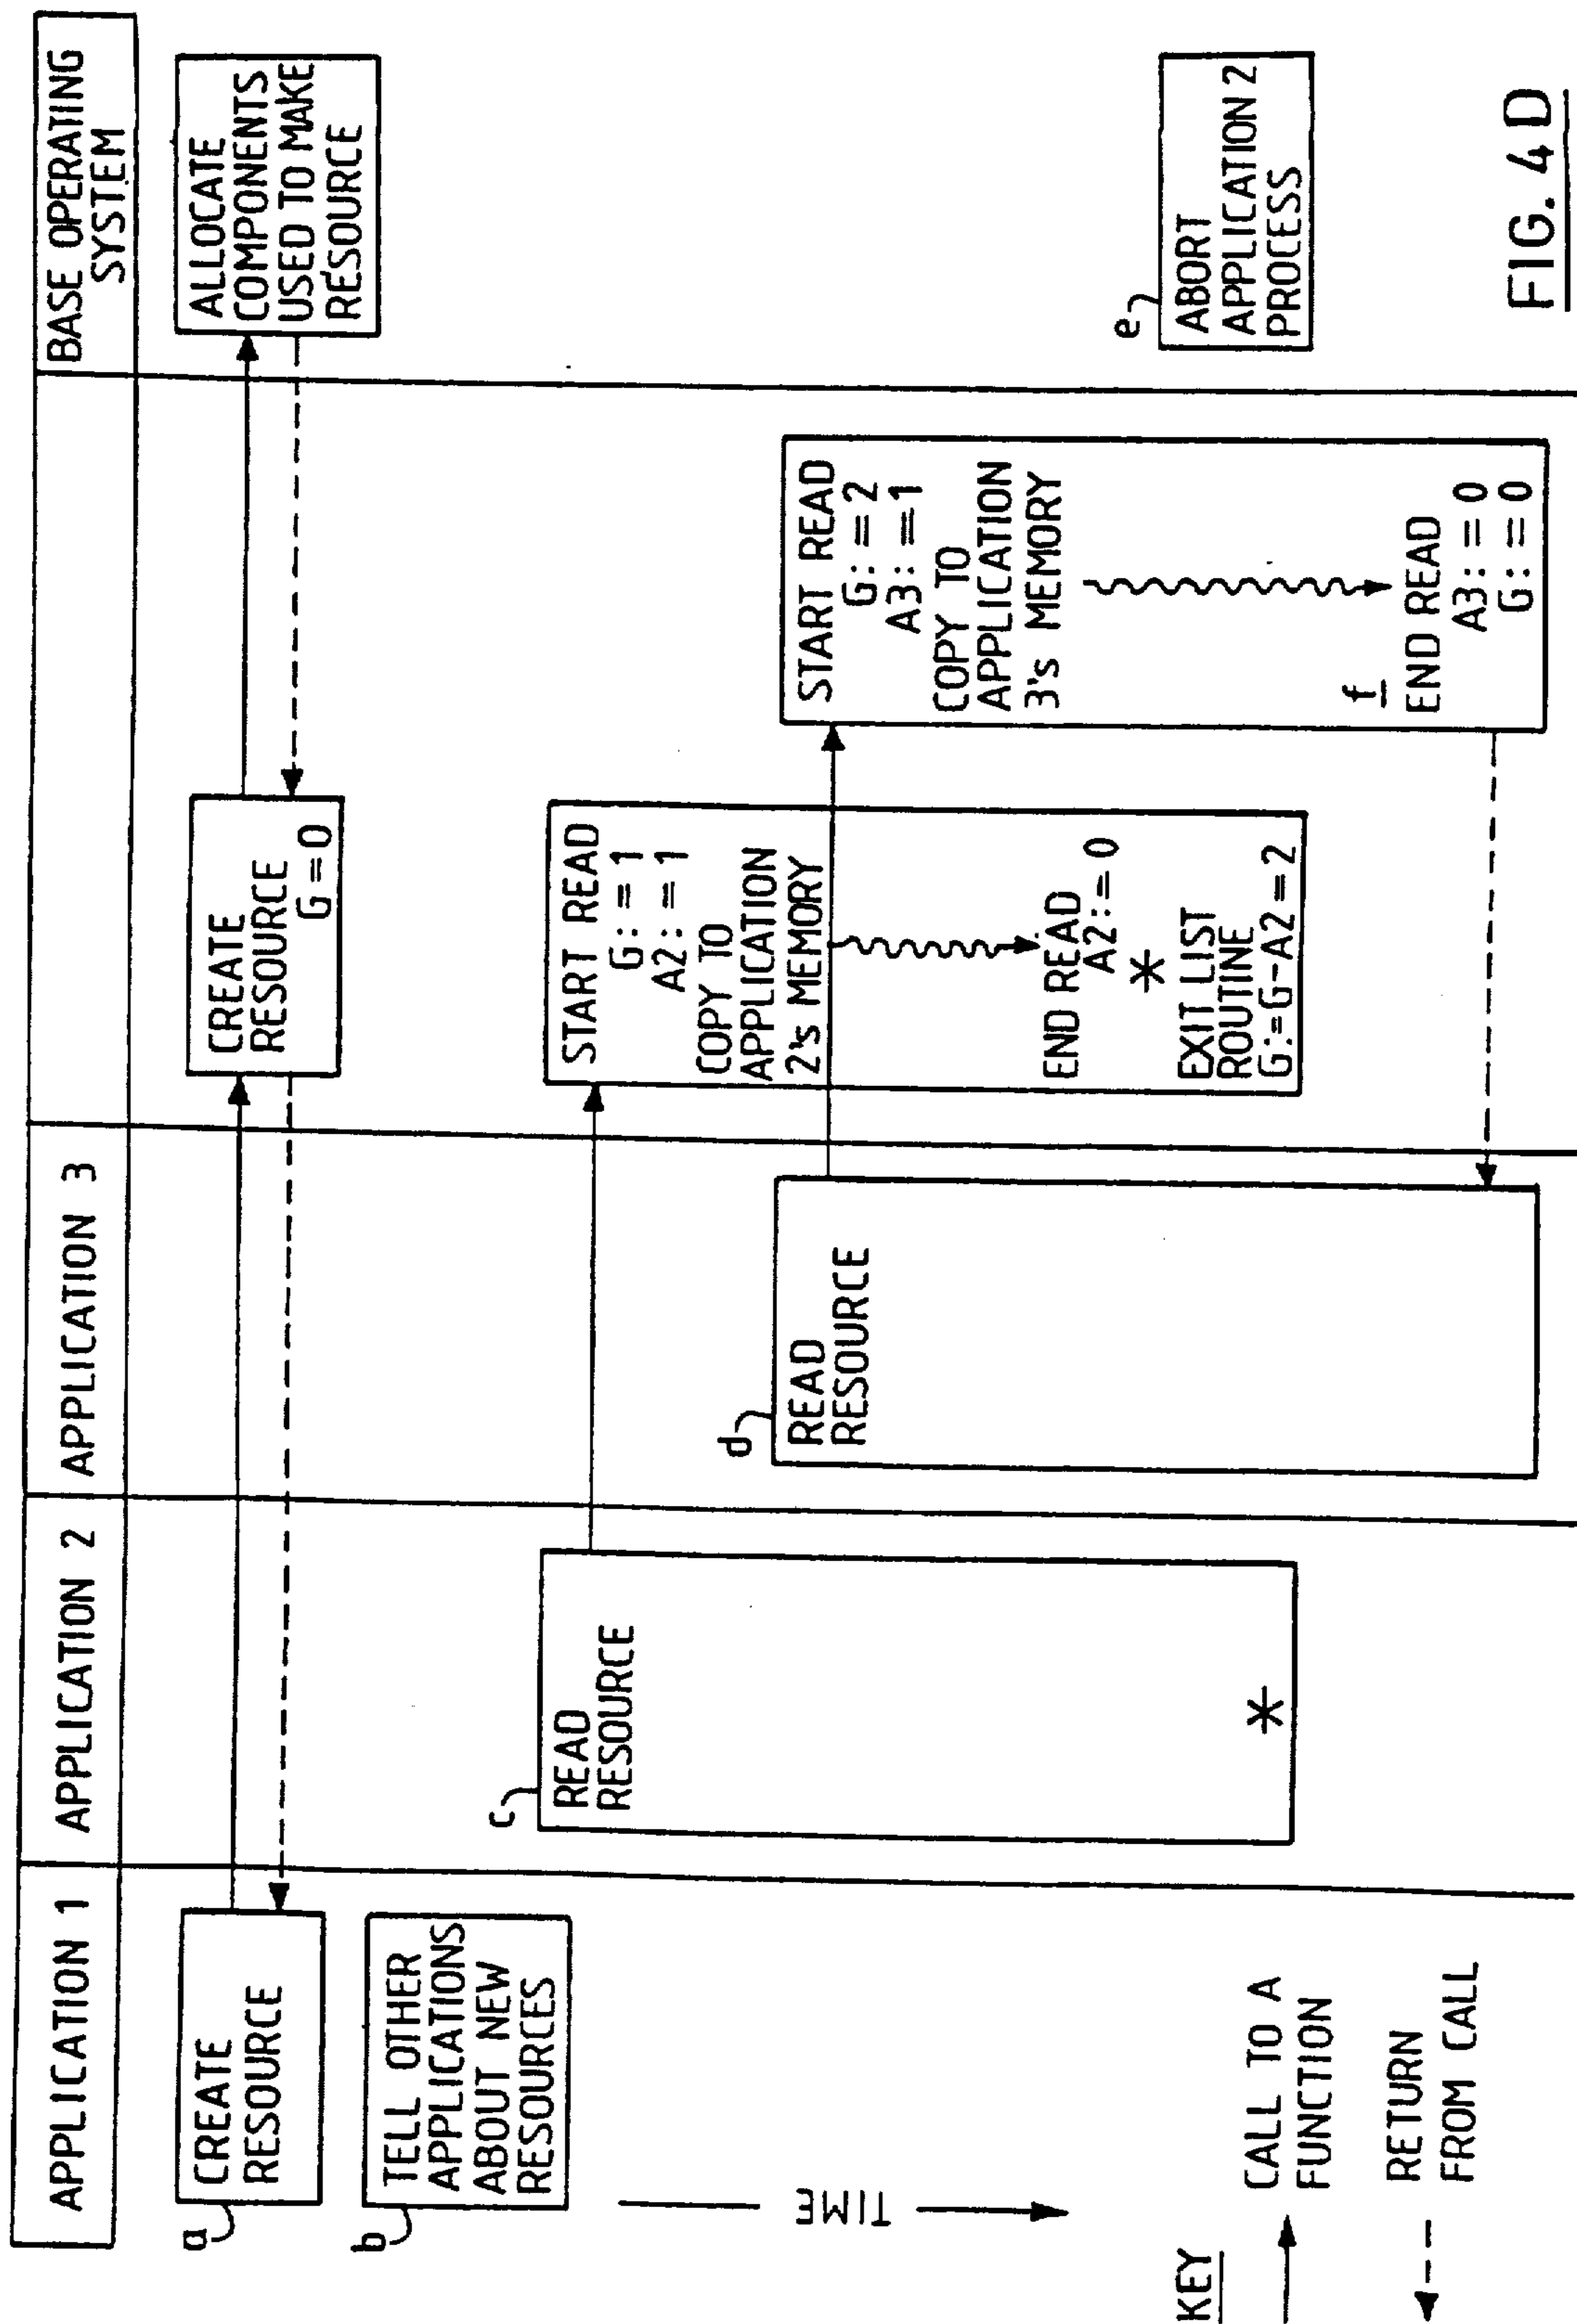 APPLICATION 1
APPLICATION 2
APPLICATION 3
BASE OPERATING
SYSTEM
a
CREATE
RESOURCE
CREATE
RESOURCE
G=0
ALLOCATE
COMPONENTS
USED TO MAKE
RESOURCE
b
TELL OTHER
APPLICATIONS
ABOUT NEW
RESOURCES
c
READ
RESOURCE
*
START READ
G:=1
A2:=1
COPY TO
APPLICATION
2's MEMORY
END READ
A2:=0
*
EXIT LIST
ROUTINE
G:=G-A2=2
d
READ
RESOURCE
START READ
G:=2
A3:=1
COPY TO
APPLICATION
3's MEMORY
f
END READ
A3:=0
G:=0
e
ABORT
APPLICATION 2
PROCESS
TIME
KEY
CALL TO A
FUNCTION
RETURN
FROM CALL
FIG. 4D